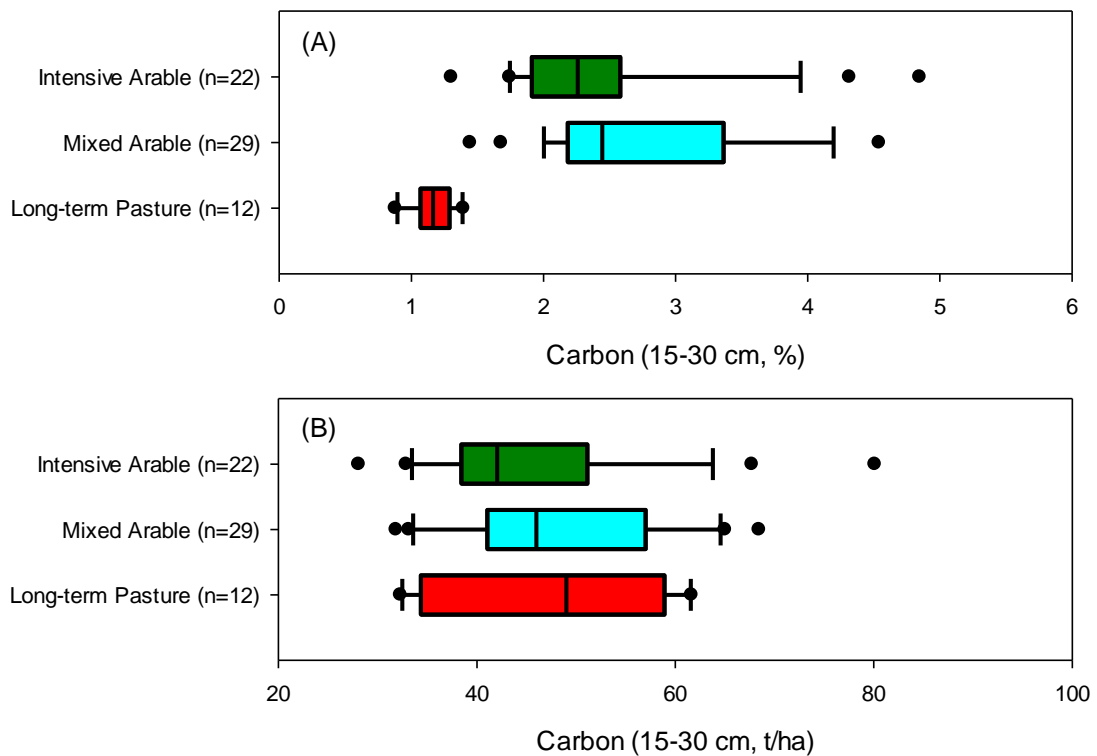 (A)
Intensive Arable (n=22)
Mixed Arable (n=29)
Long-term Pasture (n=12)
0 1 2 3 4 5 6
Carbon (15-30 cm, %)
(B)
Intensive Arable (n=22)
Mixed Arable (n=29)
Long-term Pasture (n=12)
20 40 60 80 100
Carbon (15-30 cm, t/ha)